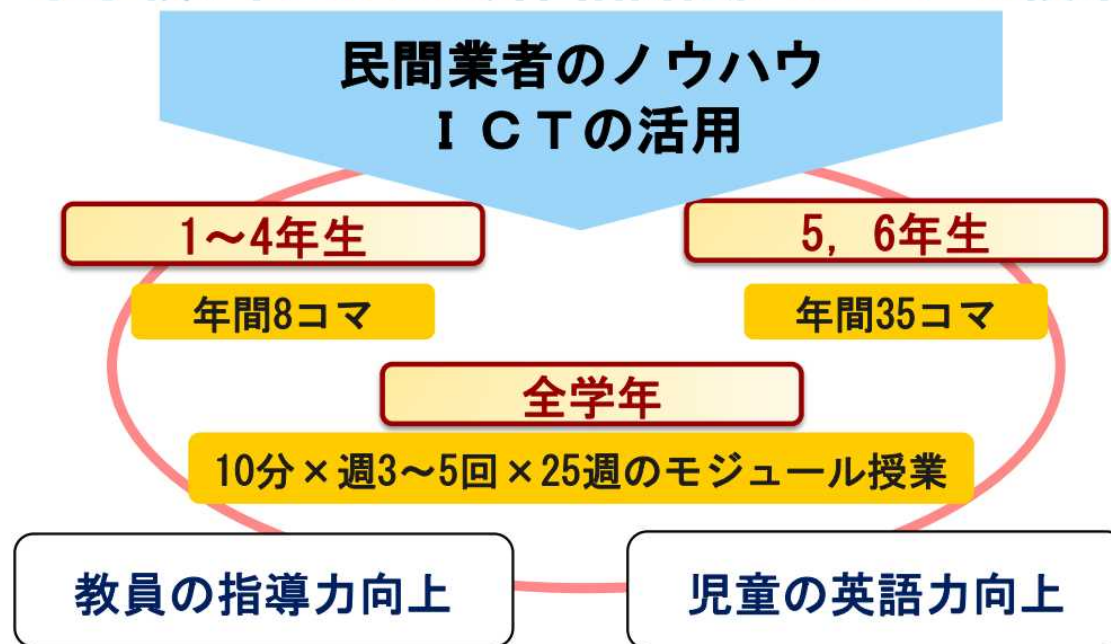 民間業者のノウハウ
ＩＣＴの活用
1～4年生
5，6年生
年間8コマ
年間35コマ
全学年
10分×週3～5回×25週のモジュール授業
教員の指導力向上
児童の英語力向上